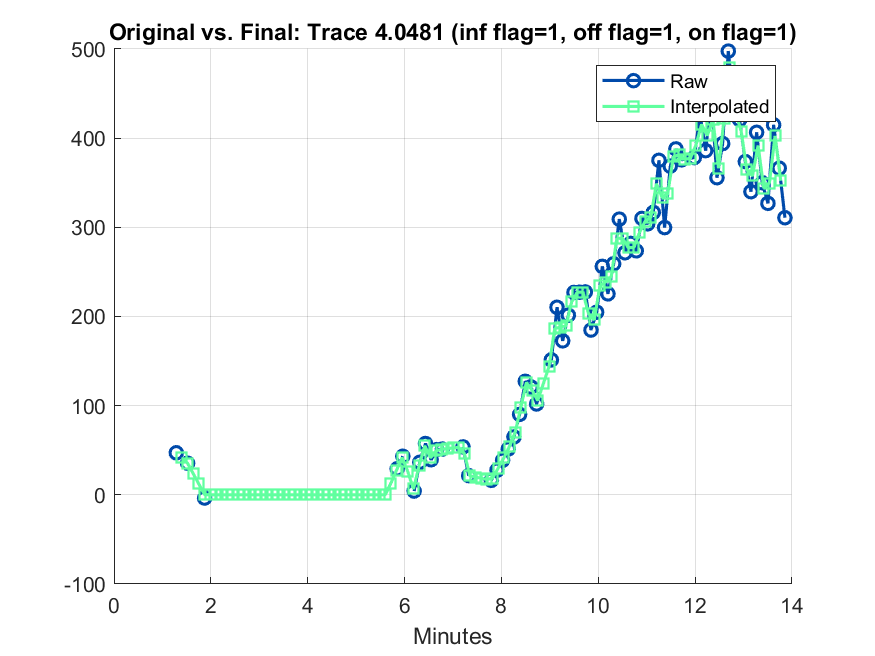 Original vs. Final: Trace 4.0481 (inf flag=1, off flag=1, on flag=1)
500
400
300
200
100
0
-100
Raw
Interpolated
0 2 4 6 8 10 12 14
Minutes